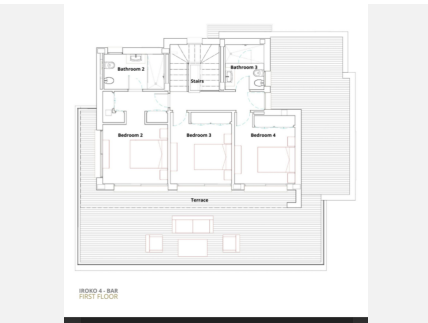 Bathroom 2
Bathroom 3
Stairs
Bedroom 2
Bedroom 3
Bedroom 4
Terrace
IROKO 4 - BAR
FIRST FLOOR